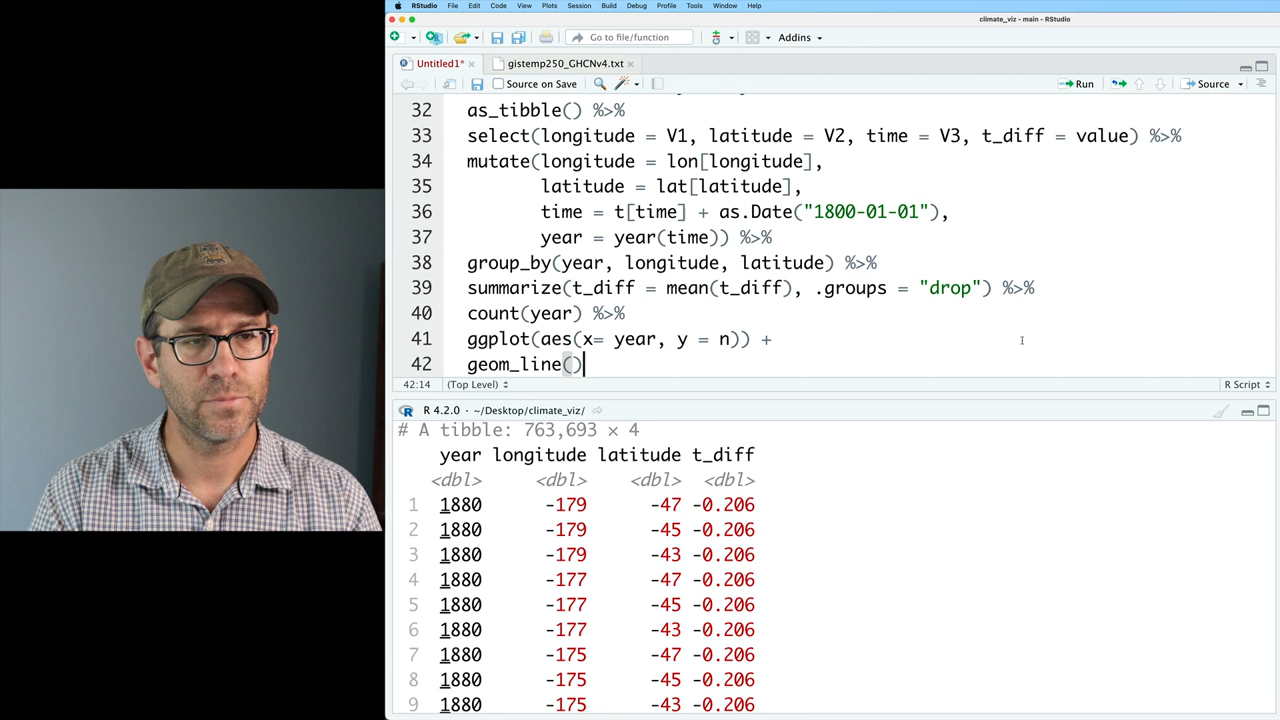 RStudio File Edit Code View Plots Session Build Debug Profile Tools Window Help
climate_viz - main - RStudio
Go to file/function Addins
Untitled1* gistemp250_GHCNv4.txt
Source on Save Run Source
32 as_tibble() %>%
33 select(longitude = V1, latitude = V2, time = V3, t_diff = value) %>%
34 mutate(longitude = lon[longitude],
35 latitude = lat[latitude],
36 time = t[time] + as.Date("1800-01-01"),
37 year = year(time)) %>%
38 group_by(year, longitude, latitude) %>%
39 summarize(t_diff = mean(t_diff), .groups = "drop") %>%
40 count(year) %>%
41 ggplot(aes(x= year, y = n)) +
42 geom_line()
42:14 (Top Level) R Script
R 4.2.0 · ~/Desktop/climate_viz/
# A tibble: 763,693 × 4
year longitude latitude t_diff
<dbl> <dbl> <dbl> <dbl>
1 1880 -179 -47 -0.206
2 1880 -179 -45 -0.206
3 1880 -179 -43 -0.206
4 1880 -177 -47 -0.206
5 1880 -177 -45 -0.206
6 1880 -177 -43 -0.206
7 1880 -175 -47 -0.206
8 1880 -175 -45 -0.206
9 1880 -175 -43 -0.206